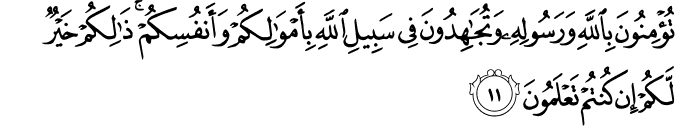 تُؤْمِنُونَ بِٱللَّهِ وَرَسُولِهِۦ وَتُجَـٰهِدُونَ فِى سَبِيلِ ٱللَّهِ بِأَمْوَٰلِكُمْ وَأَنفُسِكُمْ ۚ ذَٰلِكُمْ خَيْرٌ
لَّكُمْ إِن كُنتُمْ تَعْلَمُونَ ١١